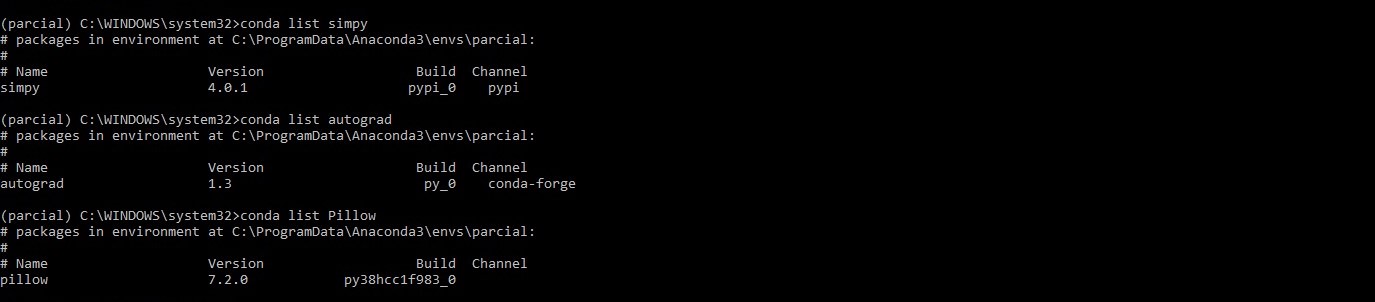 (parcial) C:\WINDOWS\system32>conda list simpy
# packages in environment at C:\ProgramData\Anaconda3\envs\parcial:
#
# Name                    Version                   Build  Channel
simpy                     4.0.1                    pypi_0    pypi
(parcial) C:\WINDOWS\system32>conda list autograd
# packages in environment at C:\ProgramData\Anaconda3\envs\parcial:
#
# Name                    Version                   Build  Channel
autograd                  1.3                        py_0    conda-forge
(parcial) C:\WINDOWS\system32>conda list Pillow
# packages in environment at C:\ProgramData\Anaconda3\envs\parcial:
#
# Name                    Version                   Build  Channel
pillow                    7.2.0            py38hcc1f983_0